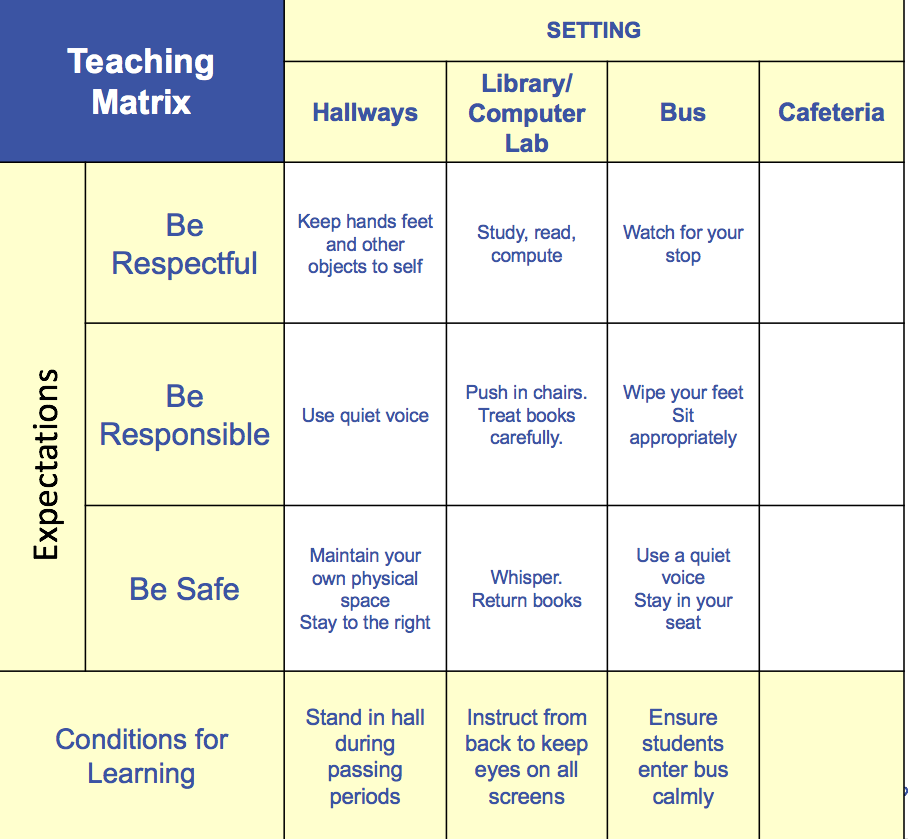 Teaching
Matrix
SETTING
Hallways
Library/
Computer
Lab
Bus
Cafeteria
Expectations
Be
Respectful
Keep hands feet
and other
objects to self
Study, read,
compute
Watch for your
stop
Be
Responsible
Use quiet voice
Push in chairs.
Treat books
carefully.
Wipe your feet
Sit
appropriately
Be Safe
Maintain your
own physical
space
Stay to the right
Whisper.
Return books
Use a quiet
voice
Stay in your
seat
Conditions for
Learning
Stand in hall
during
passing
periods
Instruct from
back to keep
eyes on all
screens
Ensure
students
enter bus
calmly